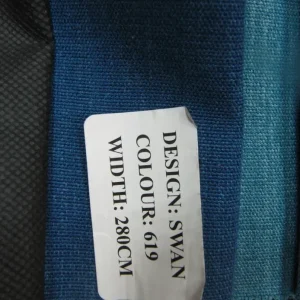 DESIGN: SWAN
COLOUR: 619
WIDTH: 280CM